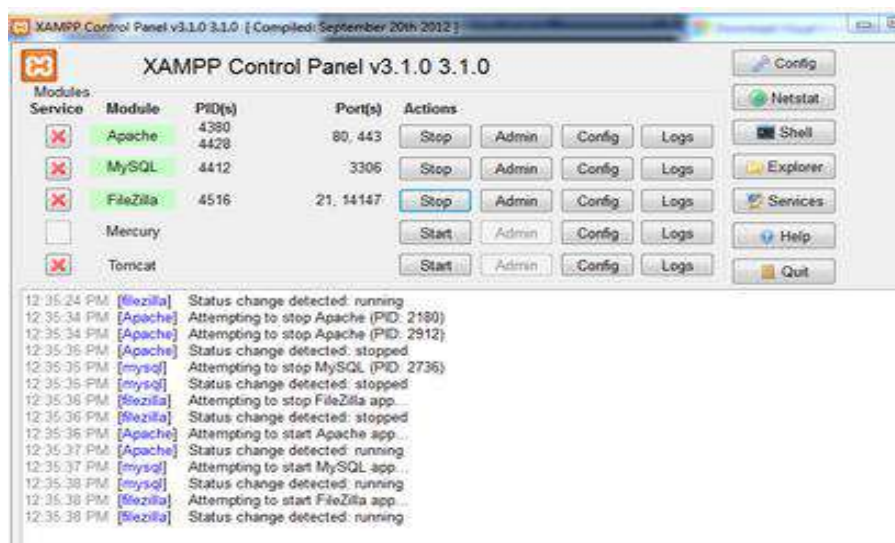 XAMPP Control Panel v3.1.0 3.1.0 [ Compiled: September 20th 2012 ]
XAMPP Control Panel v3.1.0 3.1.0
Config
Modules
Service Module PID(s) Port(s) Actions
Netstat
Apache 4380 4428 80, 443 Stop Admin Config Logs
Shell
MySQL 4412 3306 Stop Admin Config Logs
Explorer
FileZilla 4516 21, 14147 Stop Admin Config Logs
Services
Mercury Start Admin Config Logs
Help
Tomcat Start Admin Config Logs
Quit
12:35:24 PM [filezilla] Status change detected: running
12:35:34 PM [Apache] Attempting to stop Apache (PID: 2180)
12:35:34 PM [Apache] Attempting to stop Apache (PID: 2912)
12:35:35 PM [Apache] Status change detected: stopped
12:35:35 PM [mysql] Attempting to stop MySQL (PID: 2736)
12:35:35 PM [mysql] Status change detected: stopped
12:35:36 PM [filezilla] Attempting to stop FileZilla app...
12:35:36 PM [filezilla] Status change detected: stopped
12:35:36 PM [Apache] Attempting to start Apache app...
12:35:37 PM [Apache] Status change detected: running
12:35:37 PM [mysql] Attempting to start MySQL app...
12:35:38 PM [mysql] Status change detected: running
12:35:38 PM [filezilla] Attempting to start FileZilla app...
12:35:38 PM [filezilla] Status change detected: running